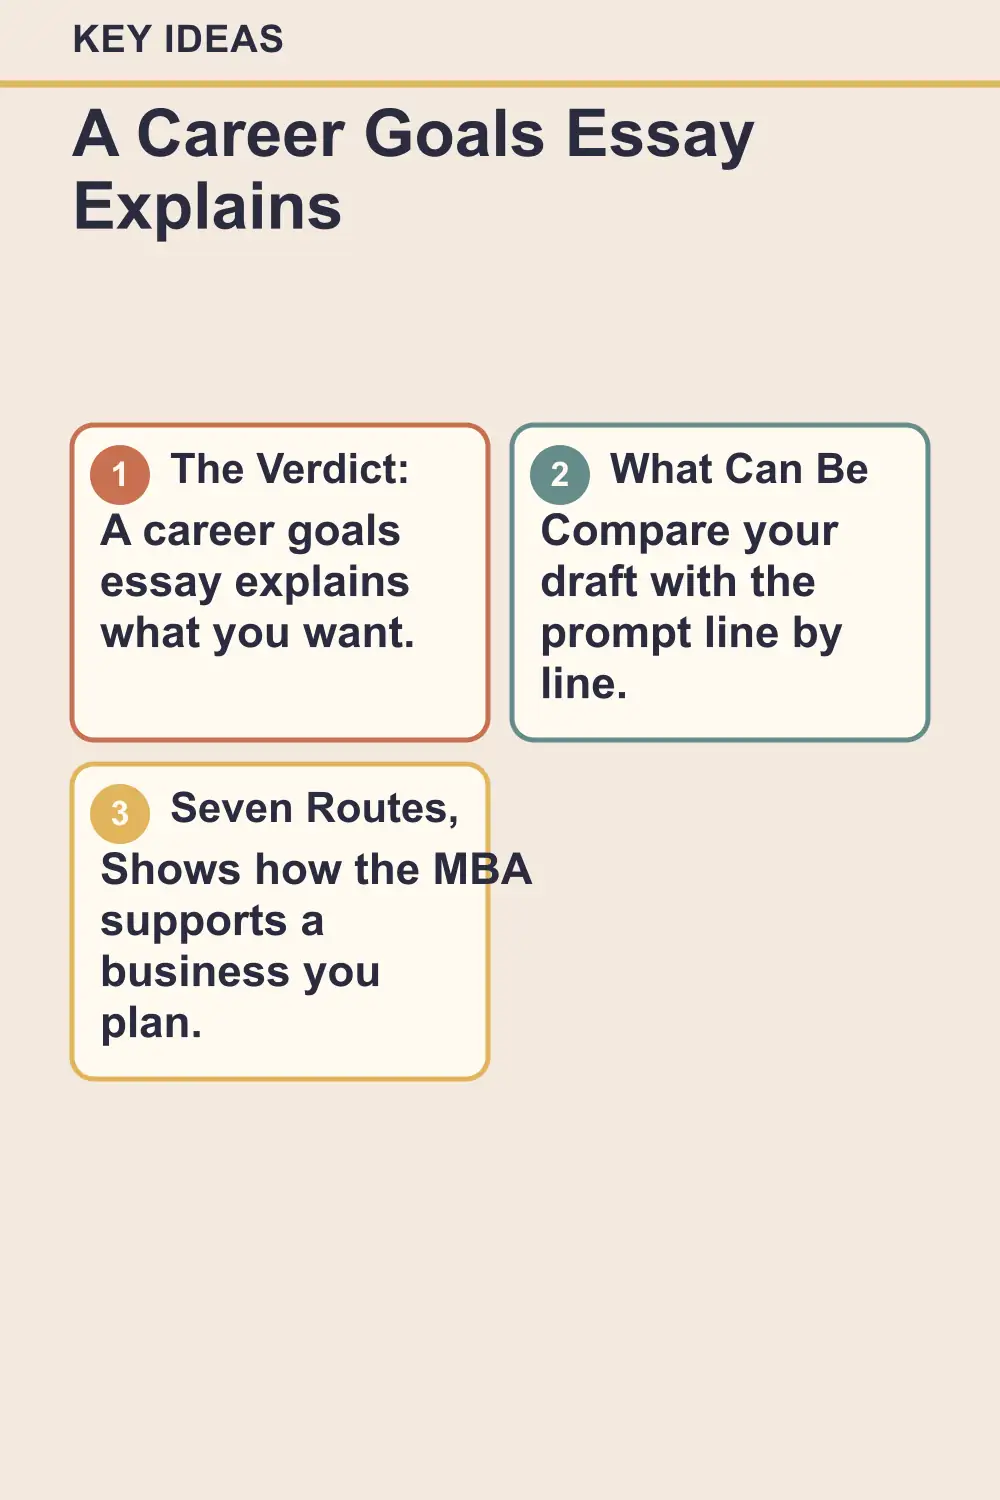 KEY IDEAS
A Career Goals Essay
Explains
1 The Verdict:
A career goals
essay explains
what you want.
2 What Can Be
Compare your
draft with the
prompt line by
line.
3 Seven Routes,
Shows how the MBA
supports a
business you
plan.